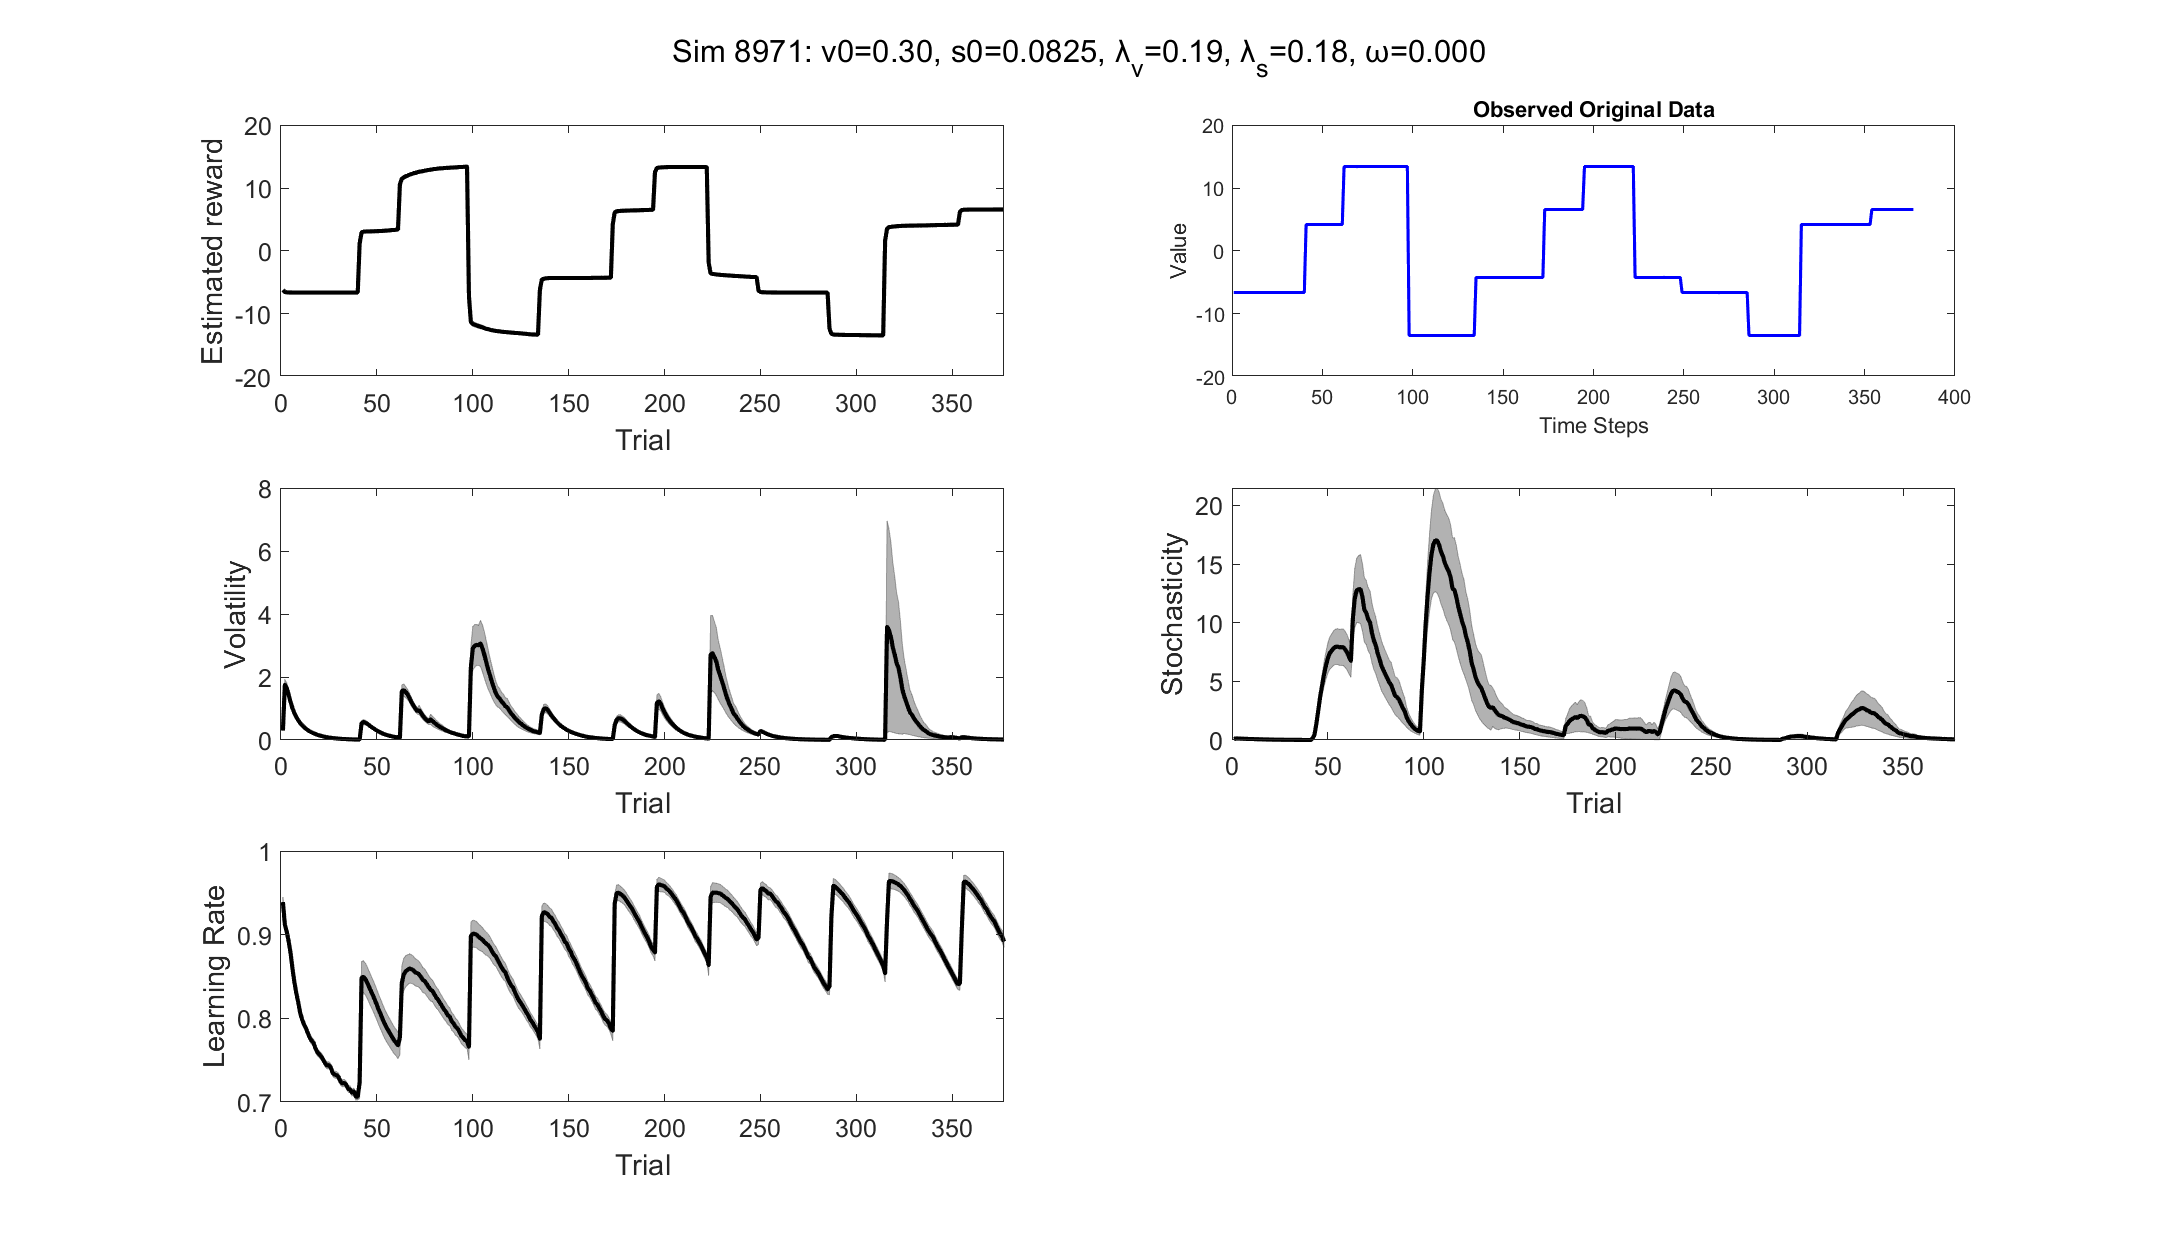 Sim 8971: v0=0.30, s0=0.0825, λ_v=0.19, λ_s=0.18, ω=0.000
20
10
0
-10
-20
Estimated reward
0 50 100 150 200 250 300 350
Trial
Observed Original Data
20
10
0
-10
-20
Value
0 50 100 150 200 250 300 350 400
Time Steps
8
6
4
2
0
Volatility
0 50 100 150 200 250 300 350
Trial
20
15
10
5
0
Stochasticity
0 50 100 150 200 250 300 350
Trial
1
0.9
0.8
0.7
Learning Rate
0 50 100 150 200 250 300 350
Trial